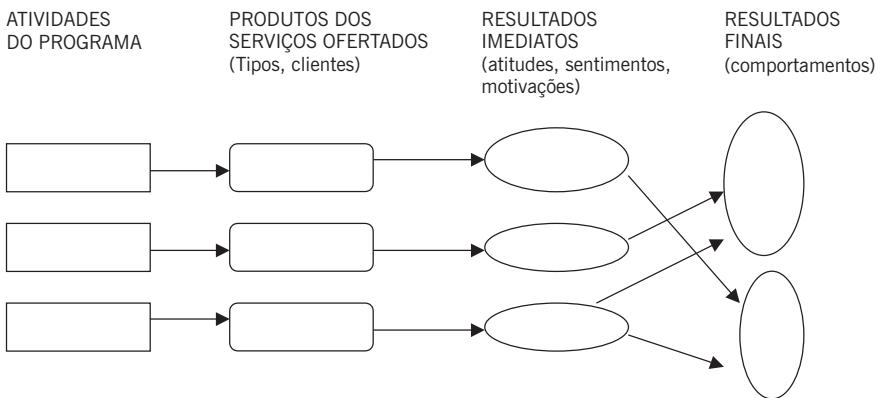 ATIVIDADES
DO PROGRAMA
PRODUTOS DOS
SERVIÇOS OFERTADOS
(Tipos, clientes)
RESULTADOS
IMEDIATOS
(atitudes, sentimentos,
motivações)
RESULTADOS
FINAIS
(comportamentos)